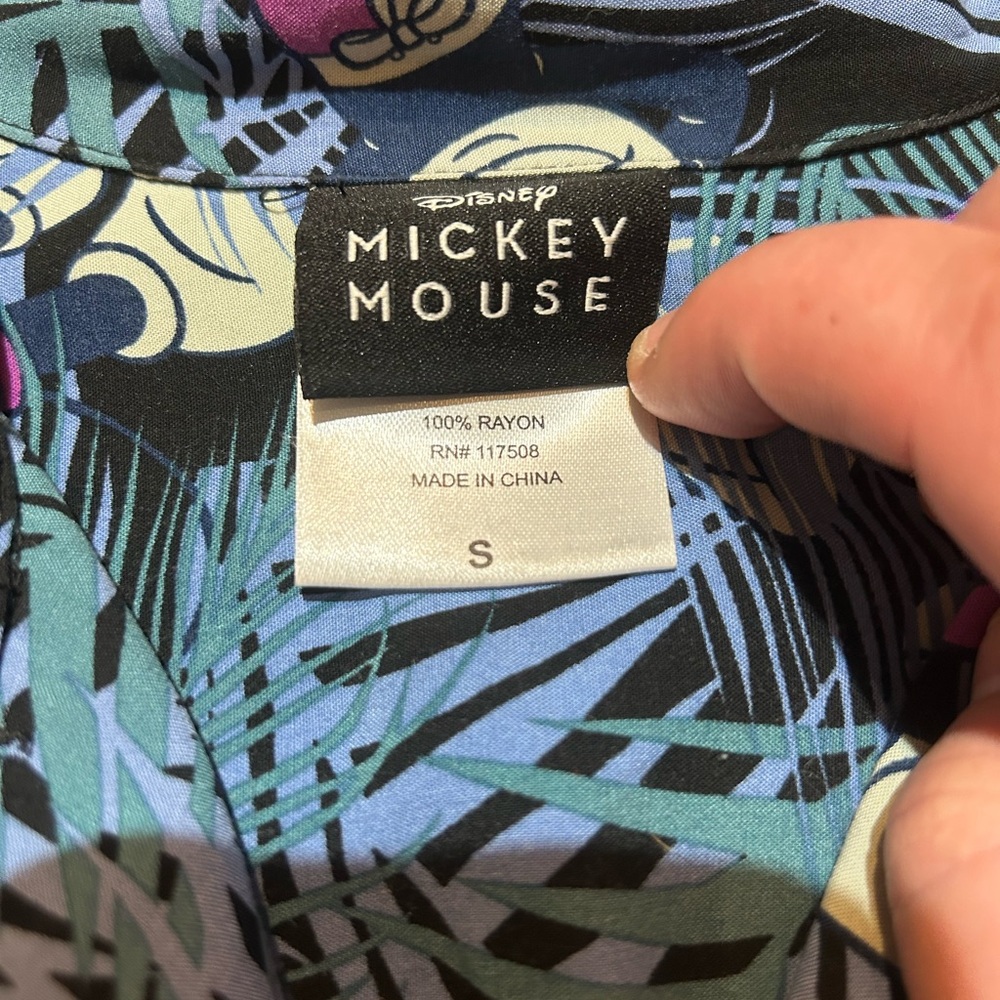 Disney
MICKEY
MOUSE
100% RAYON
RN# 117508
MADE IN CHINA
S